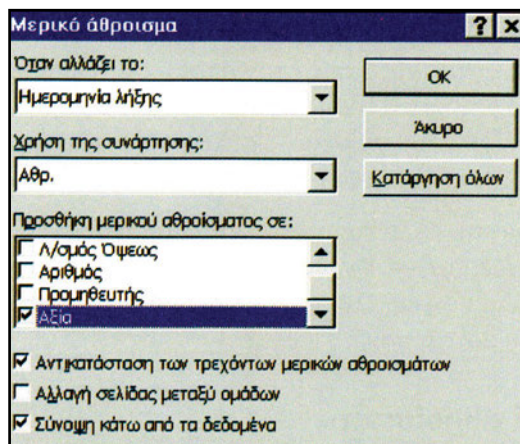 Μερικό άθροισμα
Όταν αλλάζει το:
Ημερομηνία λήξης
OK
Άκυρο
Χρήση της συνάρτησης:
Αθρ.
Κατάργηση όλων
Προσθήκη μερικού αθροίσματος σε:
Λ/σμός Όψεως
Αριθμός
Προμηθευτής
Αξία
Αντικατάσταση των τρεχόντων μερικών αθροισμάτων
Αλλαγή σελίδας μεταξύ ομάδων
Σύνοψη κάτω από τα δεδομένα